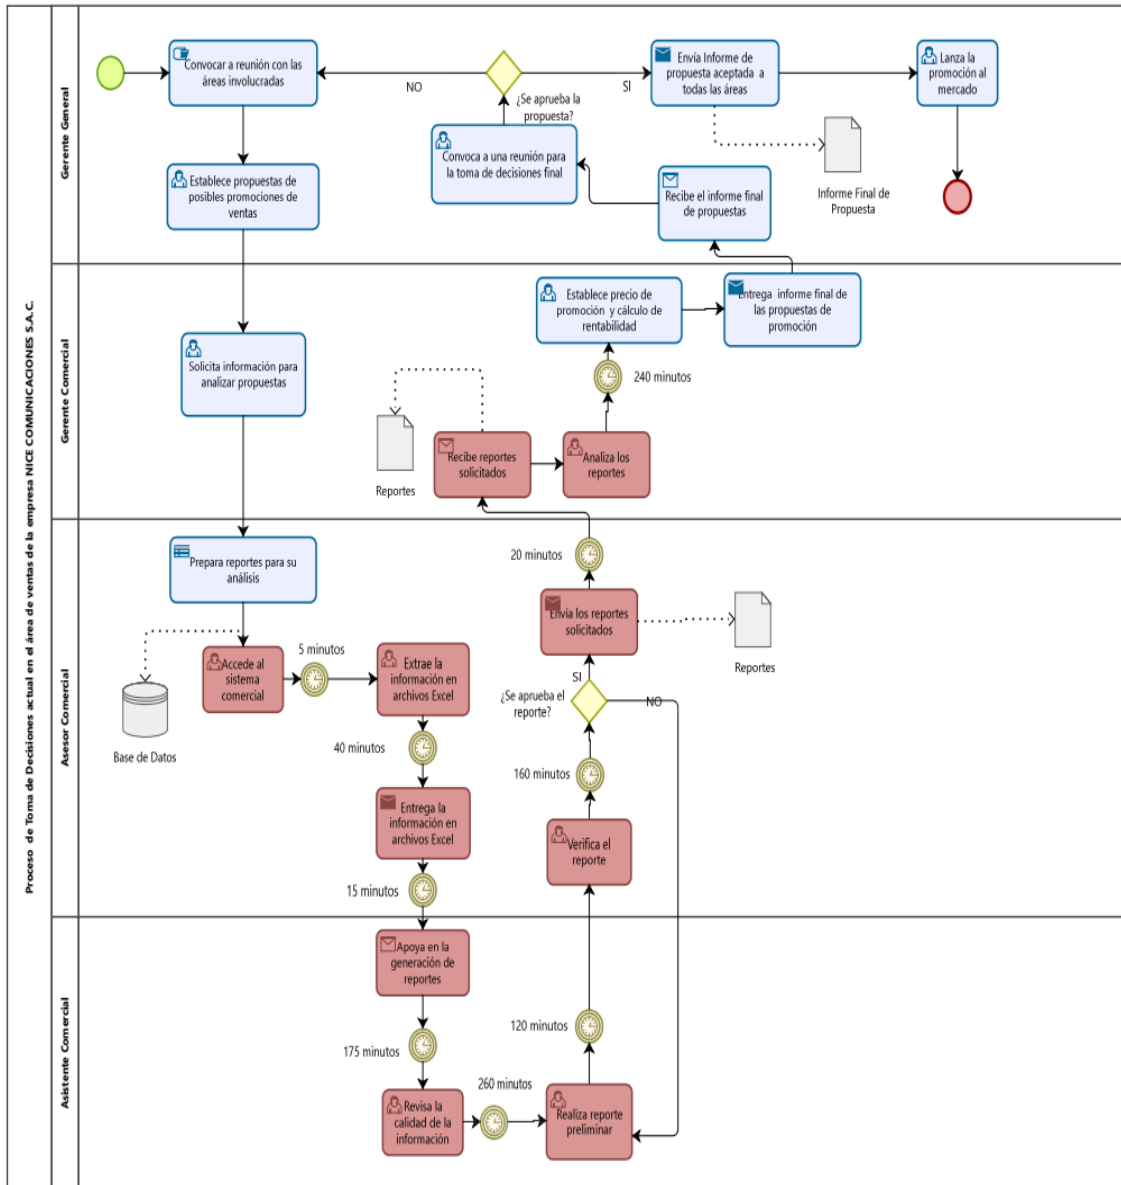 Proceso de Toma de Decisiones actual en el área de ventas de la empresa NICE COMUNICACIONES S.A.C.
Gerente General
Convocar a reunión con las
áreas involucradas
NO
¿Se aprueba la
propuesta?
SI
Envía Informe de
propuesta aceptada a
todas las áreas
Lanza la
promoción al
mercado
Convoca a una reunión para
la toma de decisiones final
Informe Final de
Propuesta
Establece propuestas de
posibles promociones de
ventas
Recibe el informe final
de propuestas
Gerente Comercial
Establece precio de
promoción y cálculo de
rentabilidad
Entrega informe final de
las propuestas de
promoción
Solicita información para
analizar propuestas
240 minutos
Reportes
Recibe reportes
solicitados
Analiza los
reportes
Asesor Comercial
Prepara reportes para su
análisis
20 minutos
Envía los reportes
solicitados
Reportes
Accede al
sistema
comercial
5 minutos
Extrae la
información en
archivos Excel
SI
¿Se aprueba el
reporte?
NO
Base de Datos
40 minutos
160 minutos
Entrega la
información en
archivos Excel
Verifica el
reporte
15 minutos
Asistente Comercial
Apoya en la
generación de
reportes
120 minutos
175 minutos
Revisa la
calidad de la
información
260 minutos
Realiza reporte
preliminar